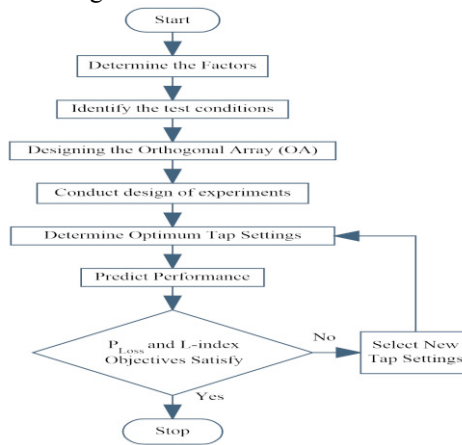 Start
Determine the Factors
Identify the test conditions
Designing the Orthogonal Array (OA)
Conduct design of experiments
Determine Optimum Tap Settings
Predict Performance
P Loss and L-index
Objectives Satisfy
No
Select New
Tap Settings
Yes
Stop